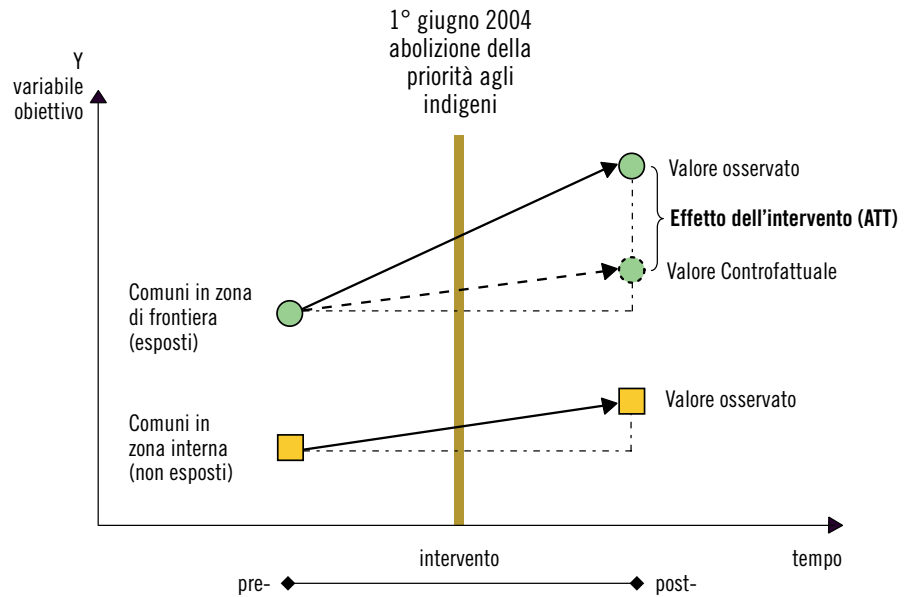 1° giugno 2004
abolizione della
priorità agli
indigeni
Y
variabile
obiettivo
Valore osservato
Effetto dell'intervento (ATT)
Valore Controfattuale
Comuni in zona
di frontiera
(esposti)
Valore osservato
Comuni in
zona interna
(non esposti)
intervento
tempo
pre-
post-